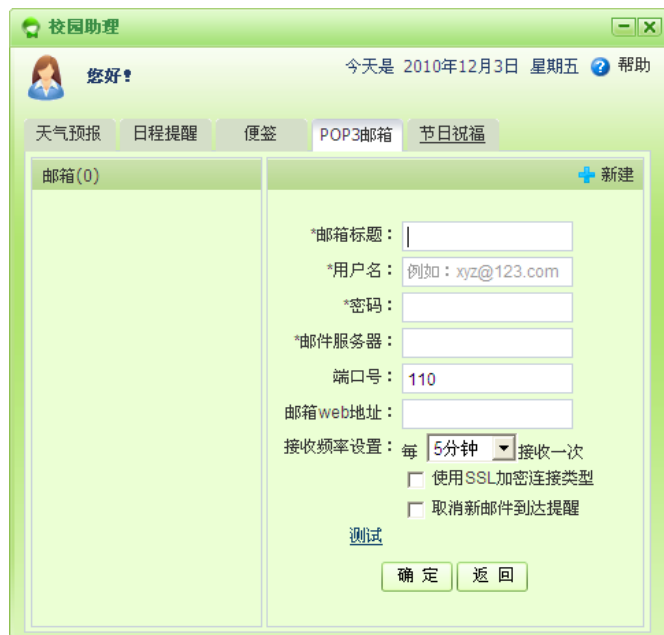 校园助理
您好!
今天是 2010年12月3日 星期五 帮助
天气预报 日程提醒 便签 POP3邮箱 节日祝福
邮箱(0)
新建
*邮箱标题：
*用户名： 例如：xyz@123.com
*密码：
*邮件服务器：
端口号： 110
邮箱web地址：
接收频率设置： 每 5分钟 接收一次
使用SSL加密连接类型
取消新邮件到达提醒
测试
确 定 返 回